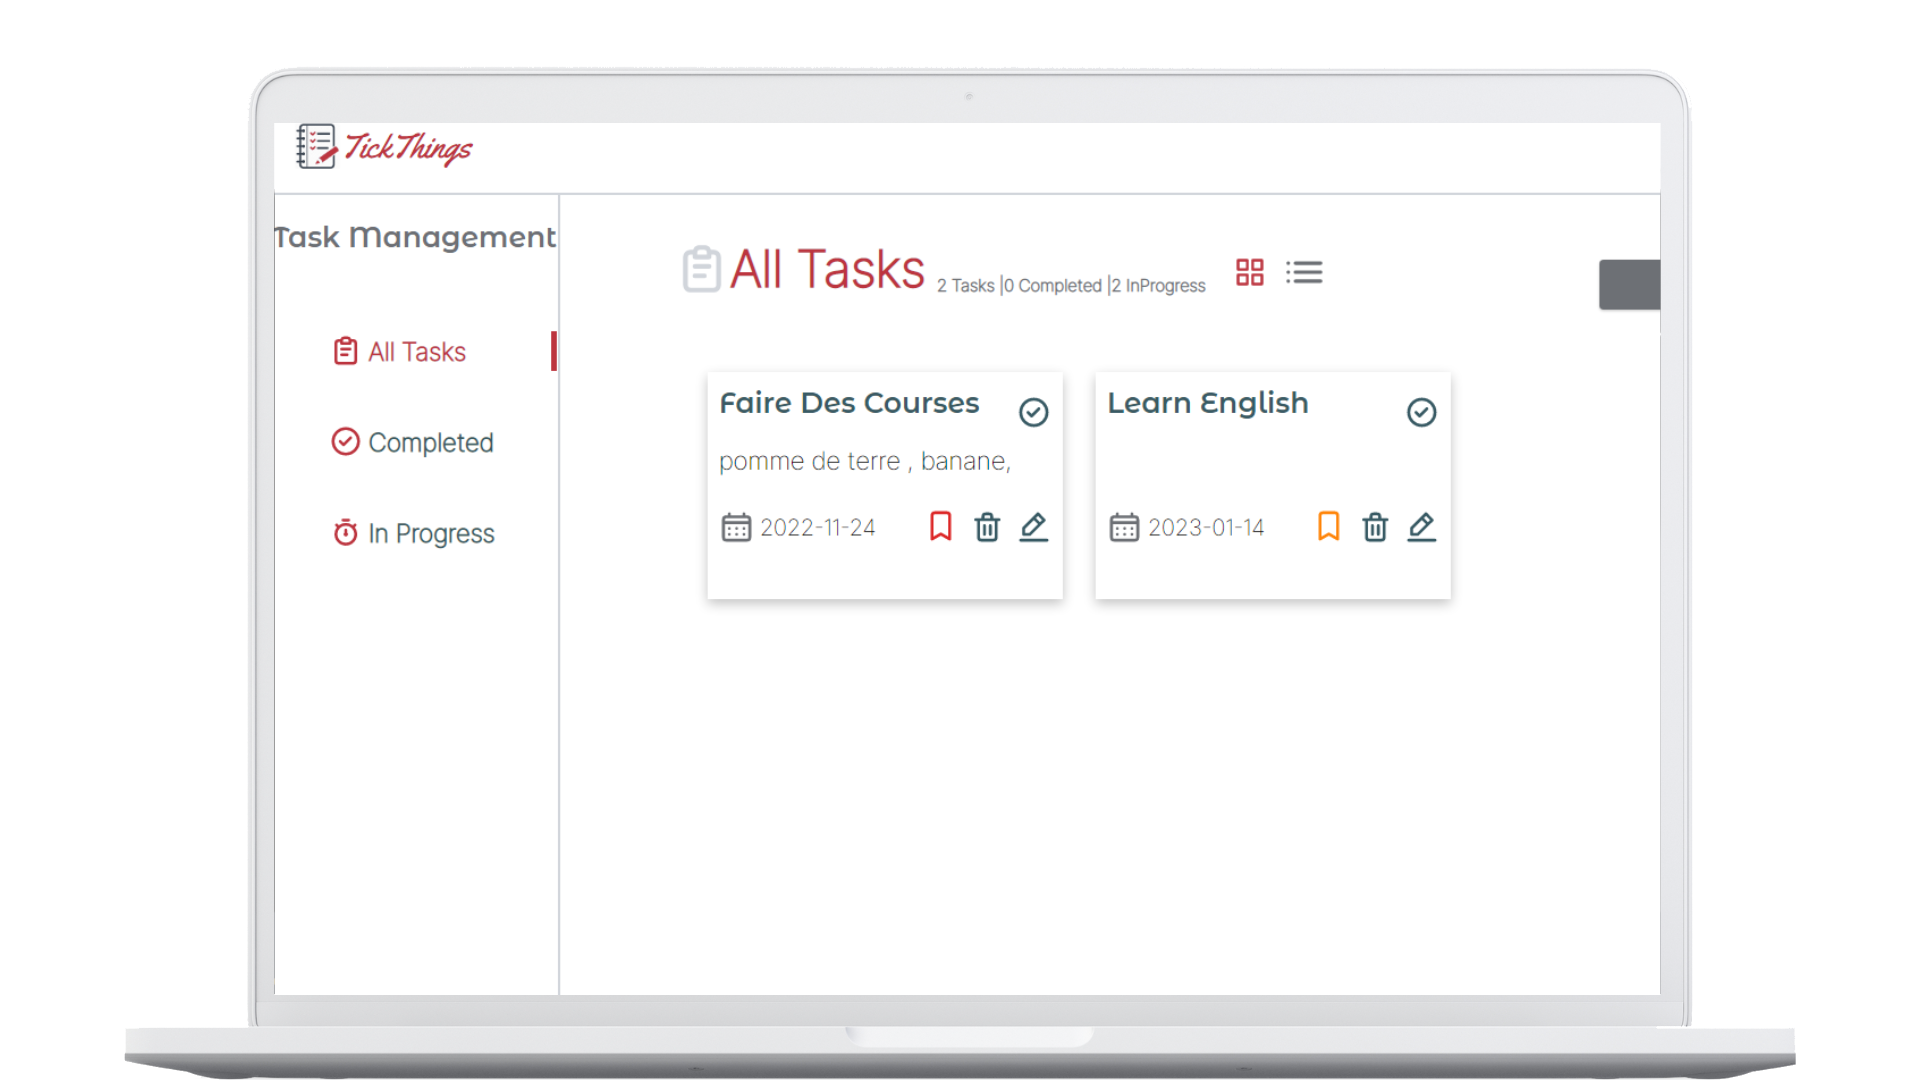 TickThings
Task Management
All Tasks
Completed
In Progress
All Tasks
2 Tasks |0 Completed |2 InProgress
Faire Des Courses
pomme de terre , banane,
2022-11-24
Learn English
2023-01-14